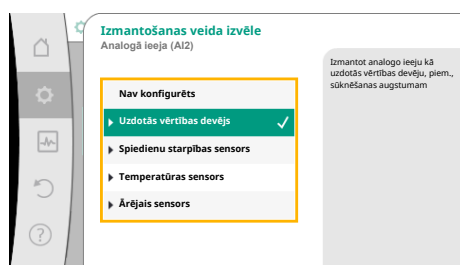 Izmantošanas veida izvēle
Analogā ieeja (AI2)
Izmantot analogo ieeju kā
uzdotās vērtības devēju, piem.,
sūknēšanas augstumam
Nav konfigurēts
Uzdotās vērtības devējs
Spiedienu starpības sensors
Temperatūras sensors
Ārējais sensors